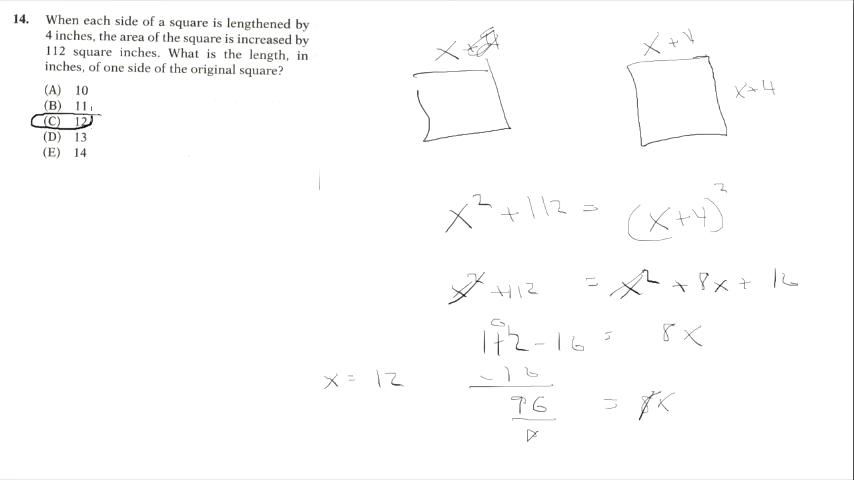 14. When each side of a square is lengthened by
4 inches, the area of the square is increased by
112 square inches. What is the length, in
inches, of one side of the original square?
(A) 10
(B) 11
(C) 12
(D) 13
(E) 14
x +
x + 4
x+4
x² + 112 = (x+4)²
x² +112 = x² + 8x + 16
112 - 16 = 8x
- 16
x = 12
96 = 8x
8